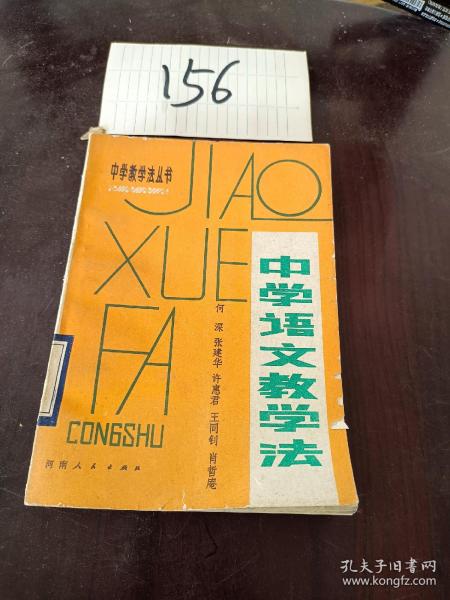 156
中学教学法丛书
JIAO
XUE
FA
CONGSHU
中学语文教学法
何深 张建华 许惠君 王同钊 肖哲庵
河南人民出版社
孔夫子旧书网
www.kongfz.com